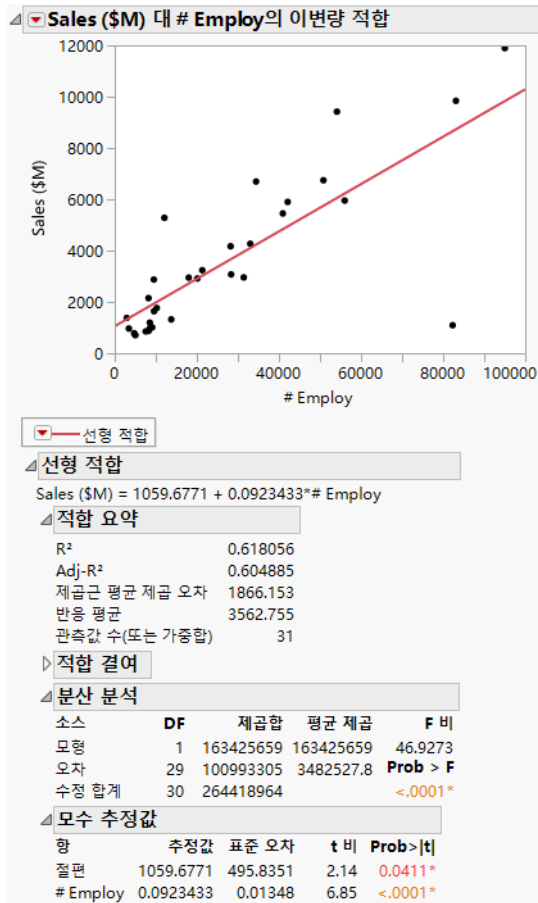 Sales ($M) 대 # Employ의 이변량 적합
12000
10000
8000
6000
4000
2000
0
Sales ($M)
0 20000 40000 60000 80000 100000
# Employ
선형 적합
선형 적합
Sales ($M) = 1059.6771 + 0.0923433*# Employ
적합 요약
R² 0.618056
Adj-R² 0.604885
제곱근 평균 제곱 오차 1866.153
반응 평균 3562.755
관측값 수(또는 가중합) 31
적합 결여
분산 분석
소스 DF 제곱합 평균 제곱 F 비
모형 1 163425659 163425659 46.9273
오차 29 100993305 3482527.8 Prob > F
수정 합계 30 264418964 <.0001*
모수 추정값
항 추정값 표준 오차 t 비 Prob>|t|
절편 1059.6771 495.8351 2.14 0.0411*
# Employ 0.0923433 0.01348 6.85 <.0001*